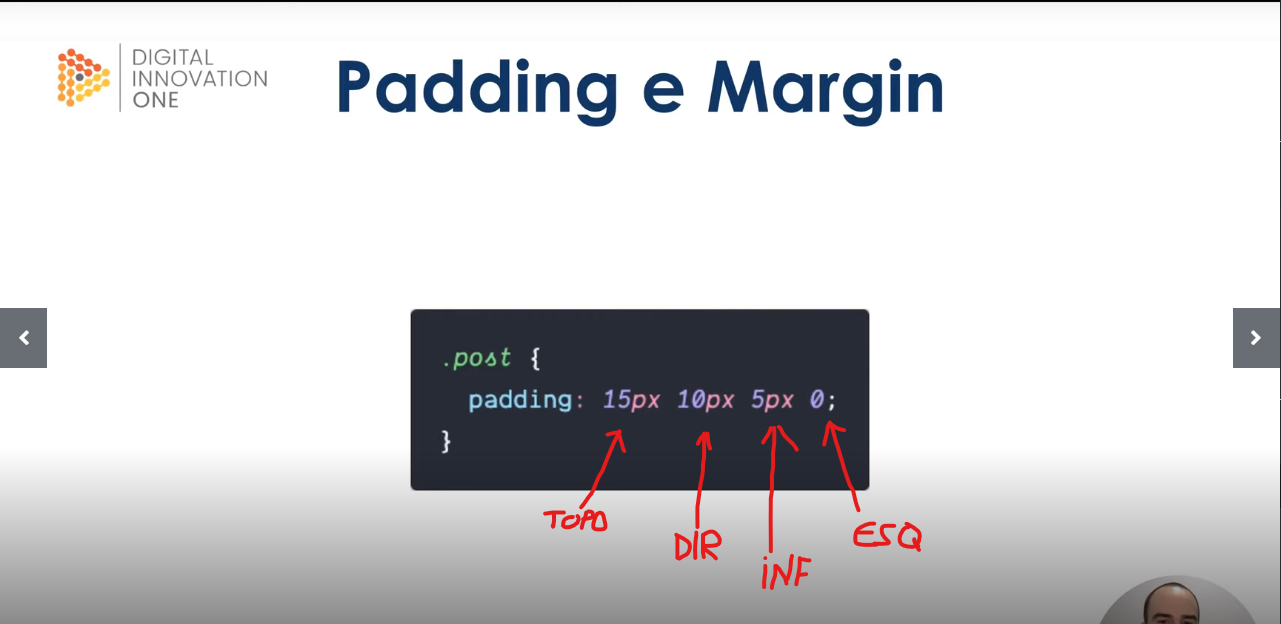 DIGITAL
INNOVATION
ONE
Padding e Margin
.post {
padding: 15px 10px 5px 0;
}
TOPO
DIR
INF
ESQ